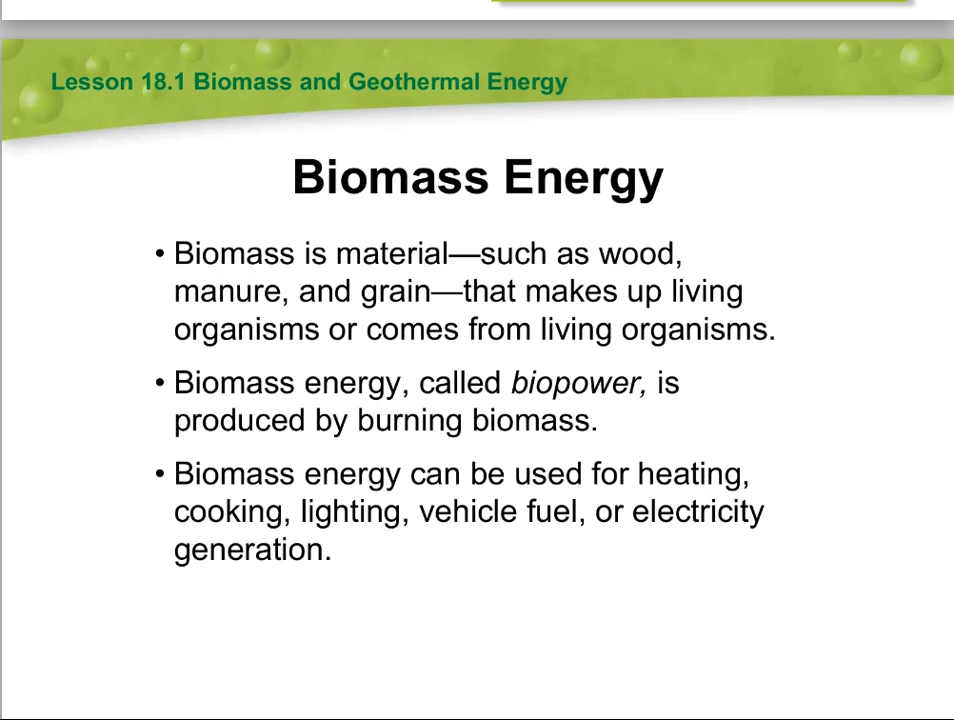 Lesson 18.1 Biomass and Geothermal Energy
Biomass Energy
• Biomass is material—such as wood,
manure, and grain—that makes up living
organisms or comes from living organisms.
• Biomass energy, called biopower, is
produced by burning biomass.
• Biomass energy can be used for heating,
cooking, lighting, vehicle fuel, or electricity
generation.